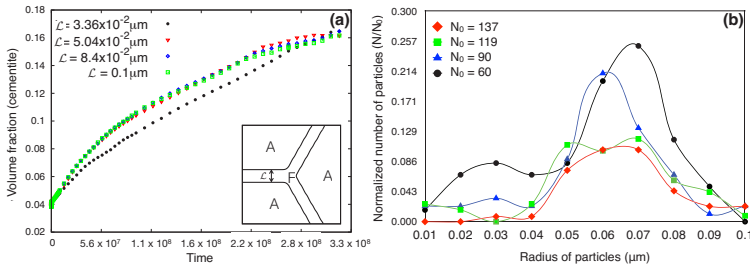 (a)
ℒ = 3.36x10⁻²μm
ℒ = 5.04x10⁻²μm
ℒ = 8.4x10⁻²μm
ℒ = 0.1μm
Volume fraction (cementite)
0.2
0.18
0.16
0.14
0.12
0.1
0.08
0.06
0.04
0.02
0
5.6 x 10⁷
1.1 x 10⁸
1.6 x 10⁸
2.2 x 10⁸
2.8 x 10⁸
3.3 x 10⁸
Time
A
A
A
ℒ
F
(b)
N₀ = 137
N₀ = 119
N₀ = 90
N₀ = 60
Normalized number of particles (N/N₀)
0.300
0.257
0.214
0.171
0.129
0.086
0.043
0.000
0.01
0.02
0.03
0.04
0.05
0.06
0.07
0.08
0.09
0.1
Radius of particles (μm)